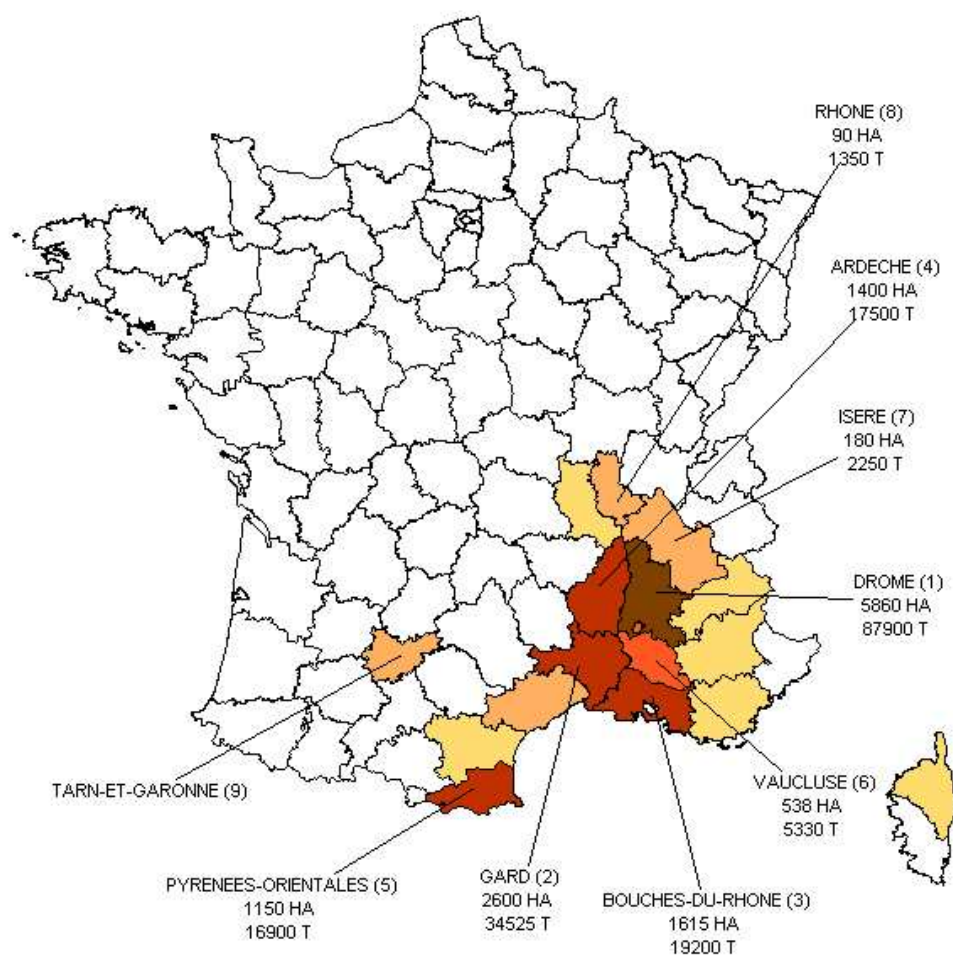 RHONE (8)
90 HA
1350 T
ARDECHE (4)
1400 HA
17500 T
ISERE (7)
180 HA
2250 T
DROME (1)
5860 HA
87900 T
VAUCLUSE (6)
538 HA
5330 T
TARN-ET-GARONNE (9)
PYRENEES-ORIENTALES (5)
1150 HA
16900 T
GARD (2)
2600 HA
34525 T
BOUCHES-DU-RHONE (3)
1615 HA
19200 T